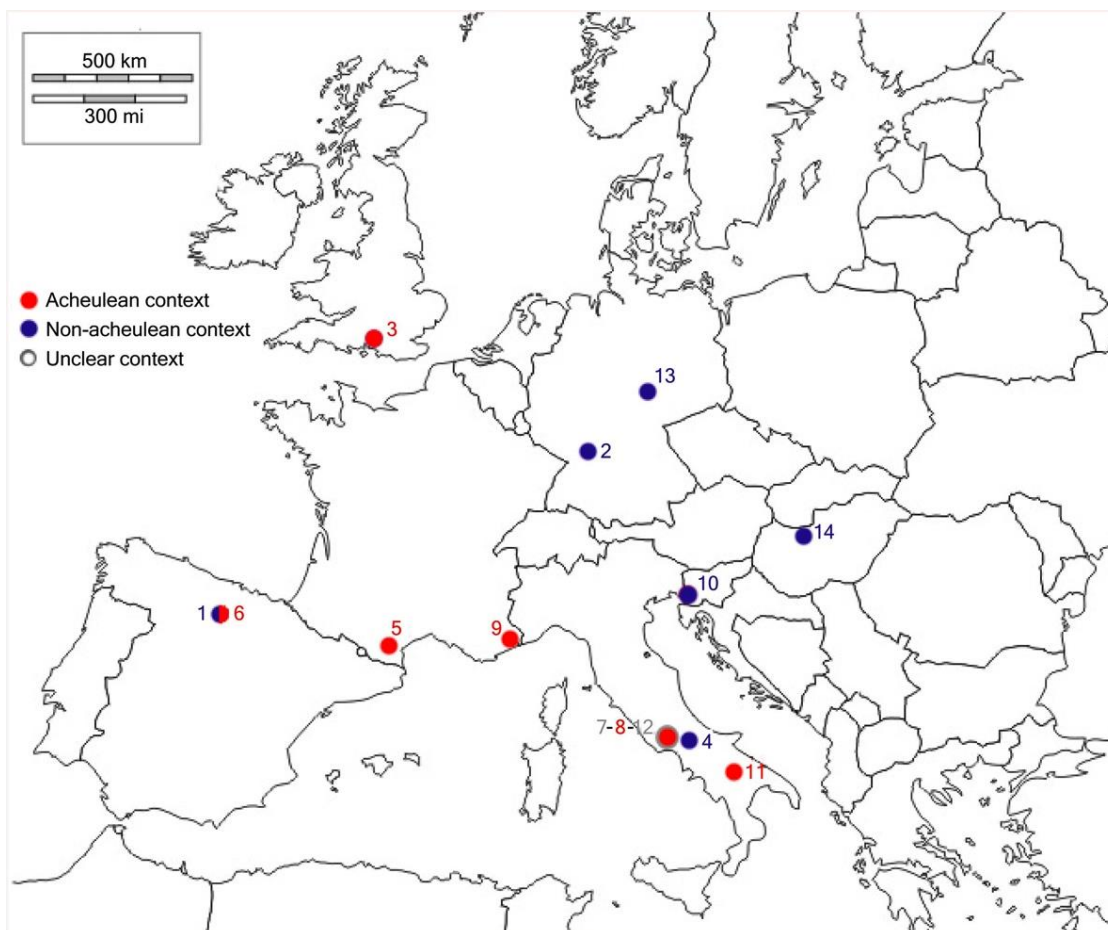 500 km
300 mi
Acheulean context
Non-acheulean context
Unclear context
3
13
2
14
10
1 6
5
9
7-8-12
4
11